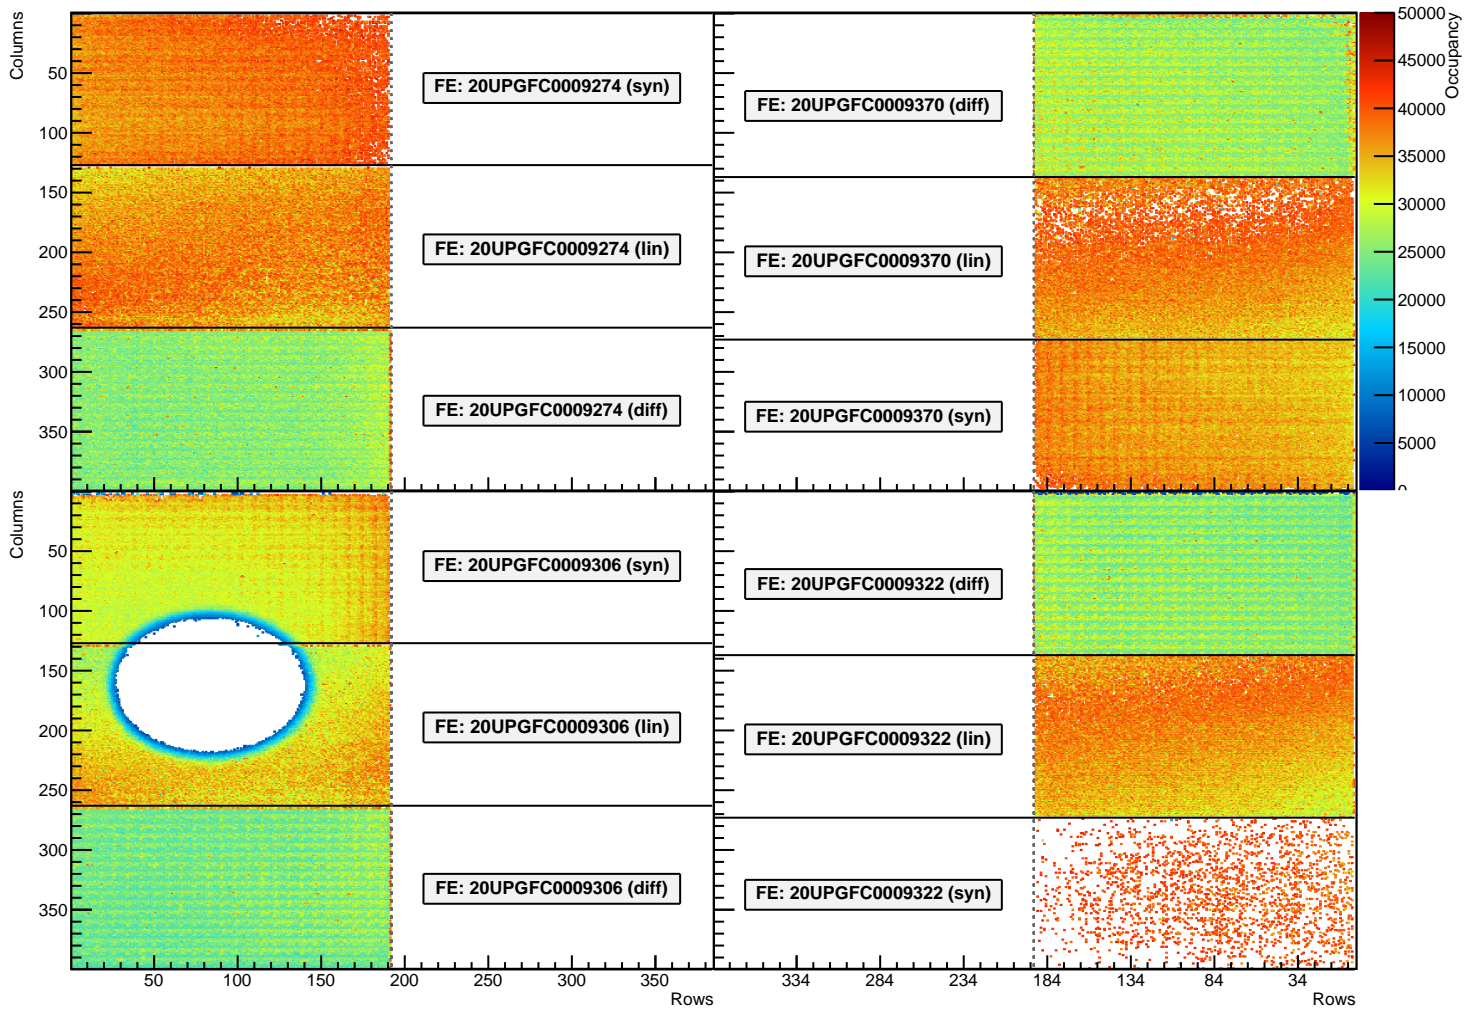 Columns
50
100
150
200
250
300
350
FE: 20UPGFC0009274 (syn)
FE: 20UPGFC0009274 (lin)
FE: 20UPGFC0009274 (diff)
FE: 20UPGFC0009370 (diff)
FE: 20UPGFC0009370 (lin)
FE: 20UPGFC0009370 (syn)
50000
45000
40000
35000
30000
25000
20000
15000
10000
5000
0
Occupancy
Columns
50
100
150
200
250
300
350
FE: 20UPGFC0009306 (syn)
FE: 20UPGFC0009306 (lin)
FE: 20UPGFC0009306 (diff)
FE: 20UPGFC0009322 (diff)
FE: 20UPGFC0009322 (lin)
FE: 20UPGFC0009322 (syn)
50 100 150 200 250 300 350
Rows
334 284 234 184 134 84 34
Rows